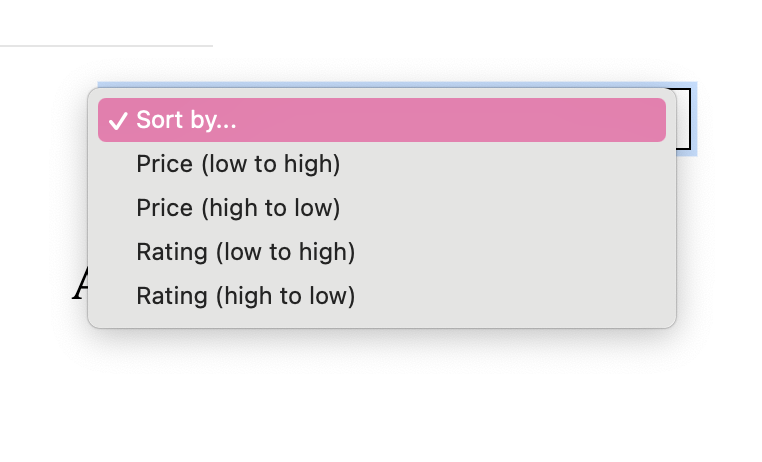 Sort by...
Price (low to high)
Price (high to low)
Rating (low to high)
Rating (high to low)